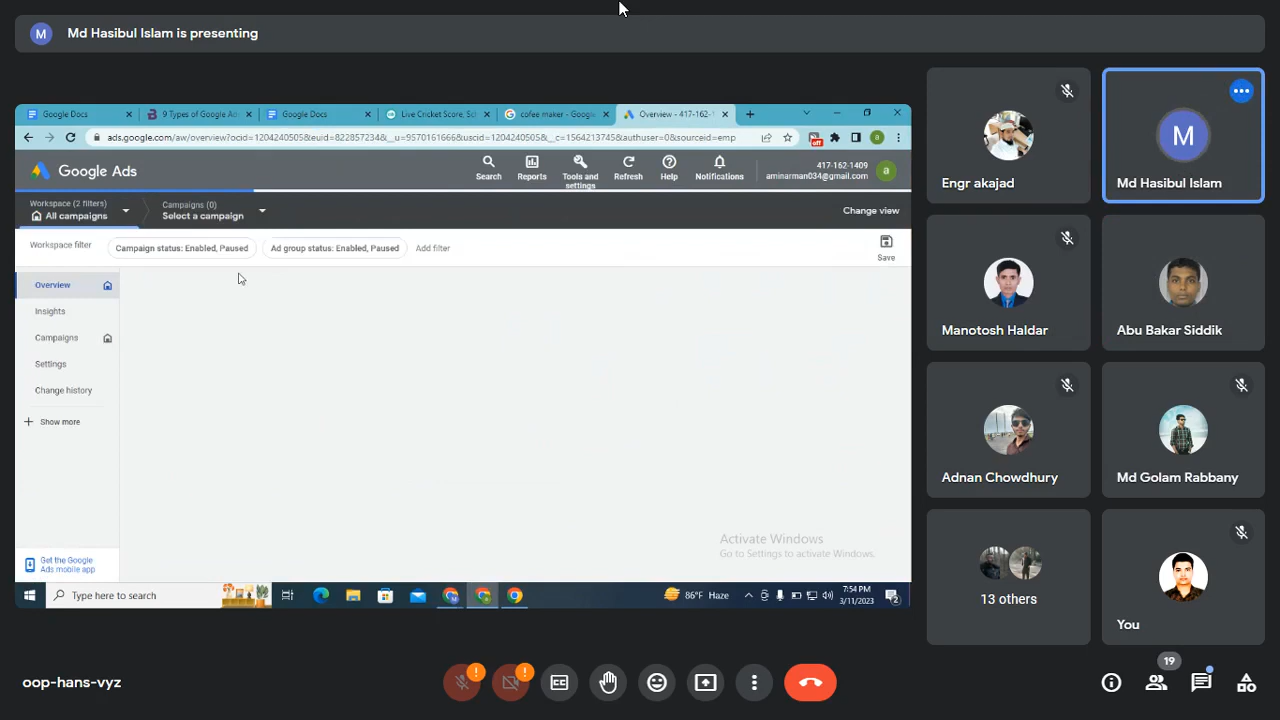 M Md Hasibul Islam is presenting
Google Docs
9 Types of Google Ads
Google Docs
Live Cricket Score, Sc
cofee maker - Google
Overview - 417-162-1
ads.google.com/aw/overview?ocid=1204240505&euid=822857234&__u=9570161666&uscid=1204240505&__c=1564213745&authuser=0&sourceid=emp
off
a
Google Ads
Search
Reports
Tools and settings
Refresh
Help
Notifications
417-162-1409
aminarman034@gmail.com
a
Workspace (2 filters)
All campaigns
Campaigns (0)
Select a campaign
Change view
Workspace filter
Campaign status: Enabled, Paused
Ad group status: Enabled, Paused
Add filter
Save
Overview
Insights
Campaigns
Settings
Change history
Show more
Get the Google
Ads mobile app
Activate Windows
Go to Settings to activate Windows.
Type here to search
86°F Haze
7:54 PM
3/11/2023
2
Engr akajad
M
Md Hasibul Islam
Manotosh Haldar
Abu Bakar Siddik
Adnan Chowdhury
Md Golam Rabbany
13 others
You
oop-hans-vyz
CC
19